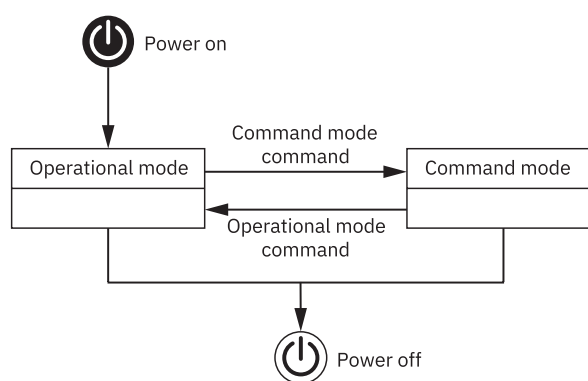 Power on
Command mode
command
Operational mode
Command mode
Operational mode
command
Power off